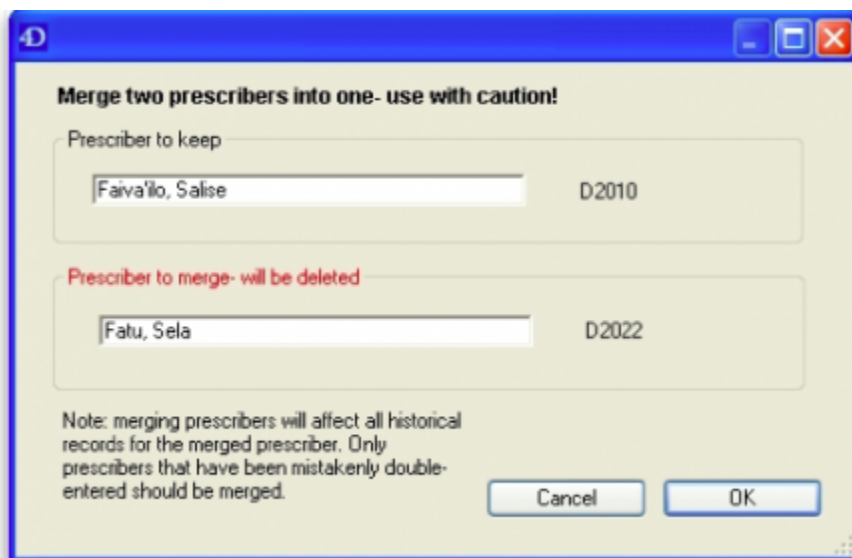 4D
Merge two prescribers into one- use with caution!
Prescriber to keep
Faiva'ilo, Salise D2010
Prescriber to merge- will be deleted
Fatu, Sela D2022
Note: merging prescribers will affect all historical
records for the merged prescriber. Only
prescribers that have been mistakenly double-
entered should be merged.
Cancel OK